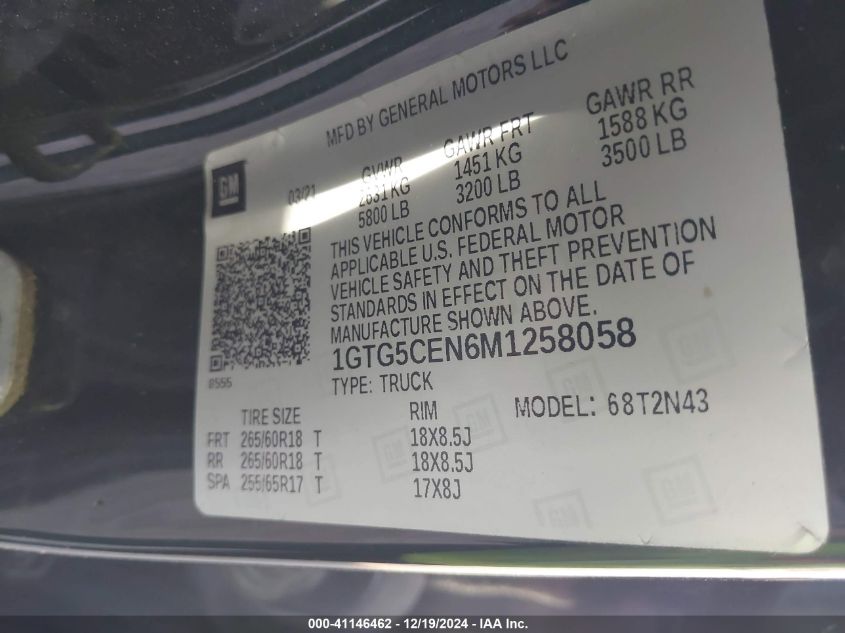 MFD BY GENERAL MOTORS LLC
GM
03/21
GVWR GAWR FRT GAWR RR
2631 KG 1451 KG 1588 KG
5800 LB 3200 LB 3500 LB
THIS VEHICLE CONFORMS TO ALL
APPLICABLE U.S. FEDERAL MOTOR
VEHICLE SAFETY AND THEFT PREVENTION
STANDARDS IN EFFECT ON THE DATE OF
MANUFACTURE SHOWN ABOVE.
1GTG5CEN6M1258058
8555
TYPE: TRUCK MODEL: 68T2N43
TIRE SIZE RIM
FRT 265/60R18 T 18X8.5J
RR 265/60R18 T 18X8.5J
SPA 255/65R17 T 17X8J
000-41146462 - 12/19/2024 - IAA Inc.